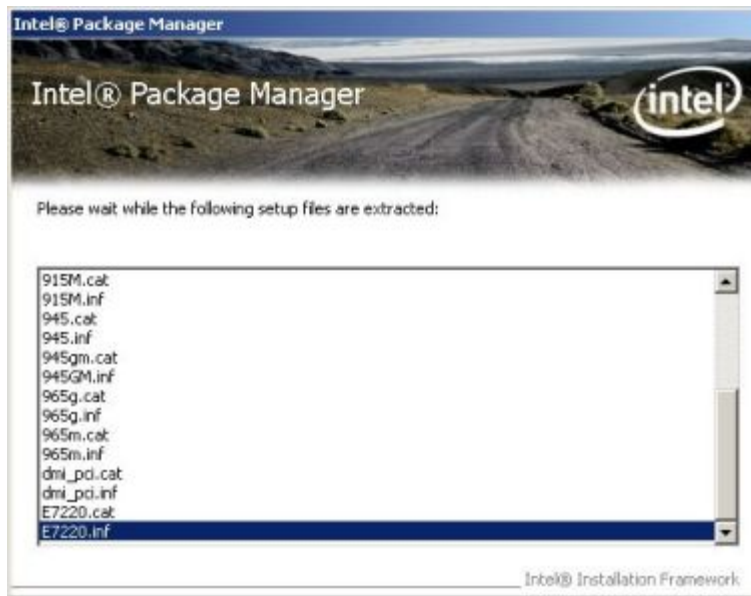 Intel® Package Manager
Intel® Package Manager
intel
Please wait while the following setup files are extracted:
915M.cat
915M.inf
945.cat
945.inf
945gm.cat
945GM.inf
965g.cat
965g.inf
965m.cat
965m.inf
dmi_pci.cat
dmi_pci.inf
E7220.cat
E7220.inf
Intel® Installation Framework